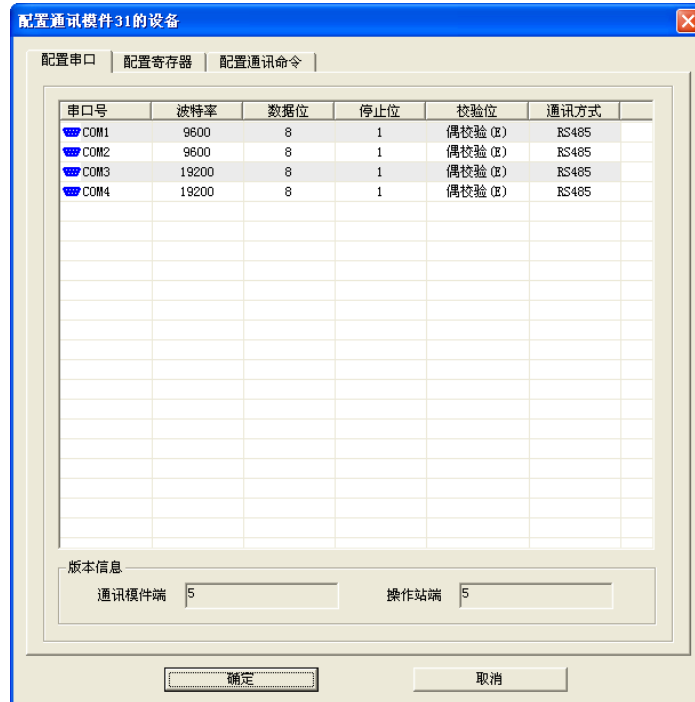 配置通讯模件31的设备
配置串口 配置寄存器 配置通讯命令
串口号 波特率 数据位 停止位 校验位 通讯方式
COM1 9600 8 1 偶校验(E) RS485
COM2 9600 8 1 偶校验(E) RS485
COM3 19200 8 1 偶校验(E) RS485
COM4 19200 8 1 偶校验(E) RS485
版本信息
通讯模件端 5 操作站端 5
确定 取消